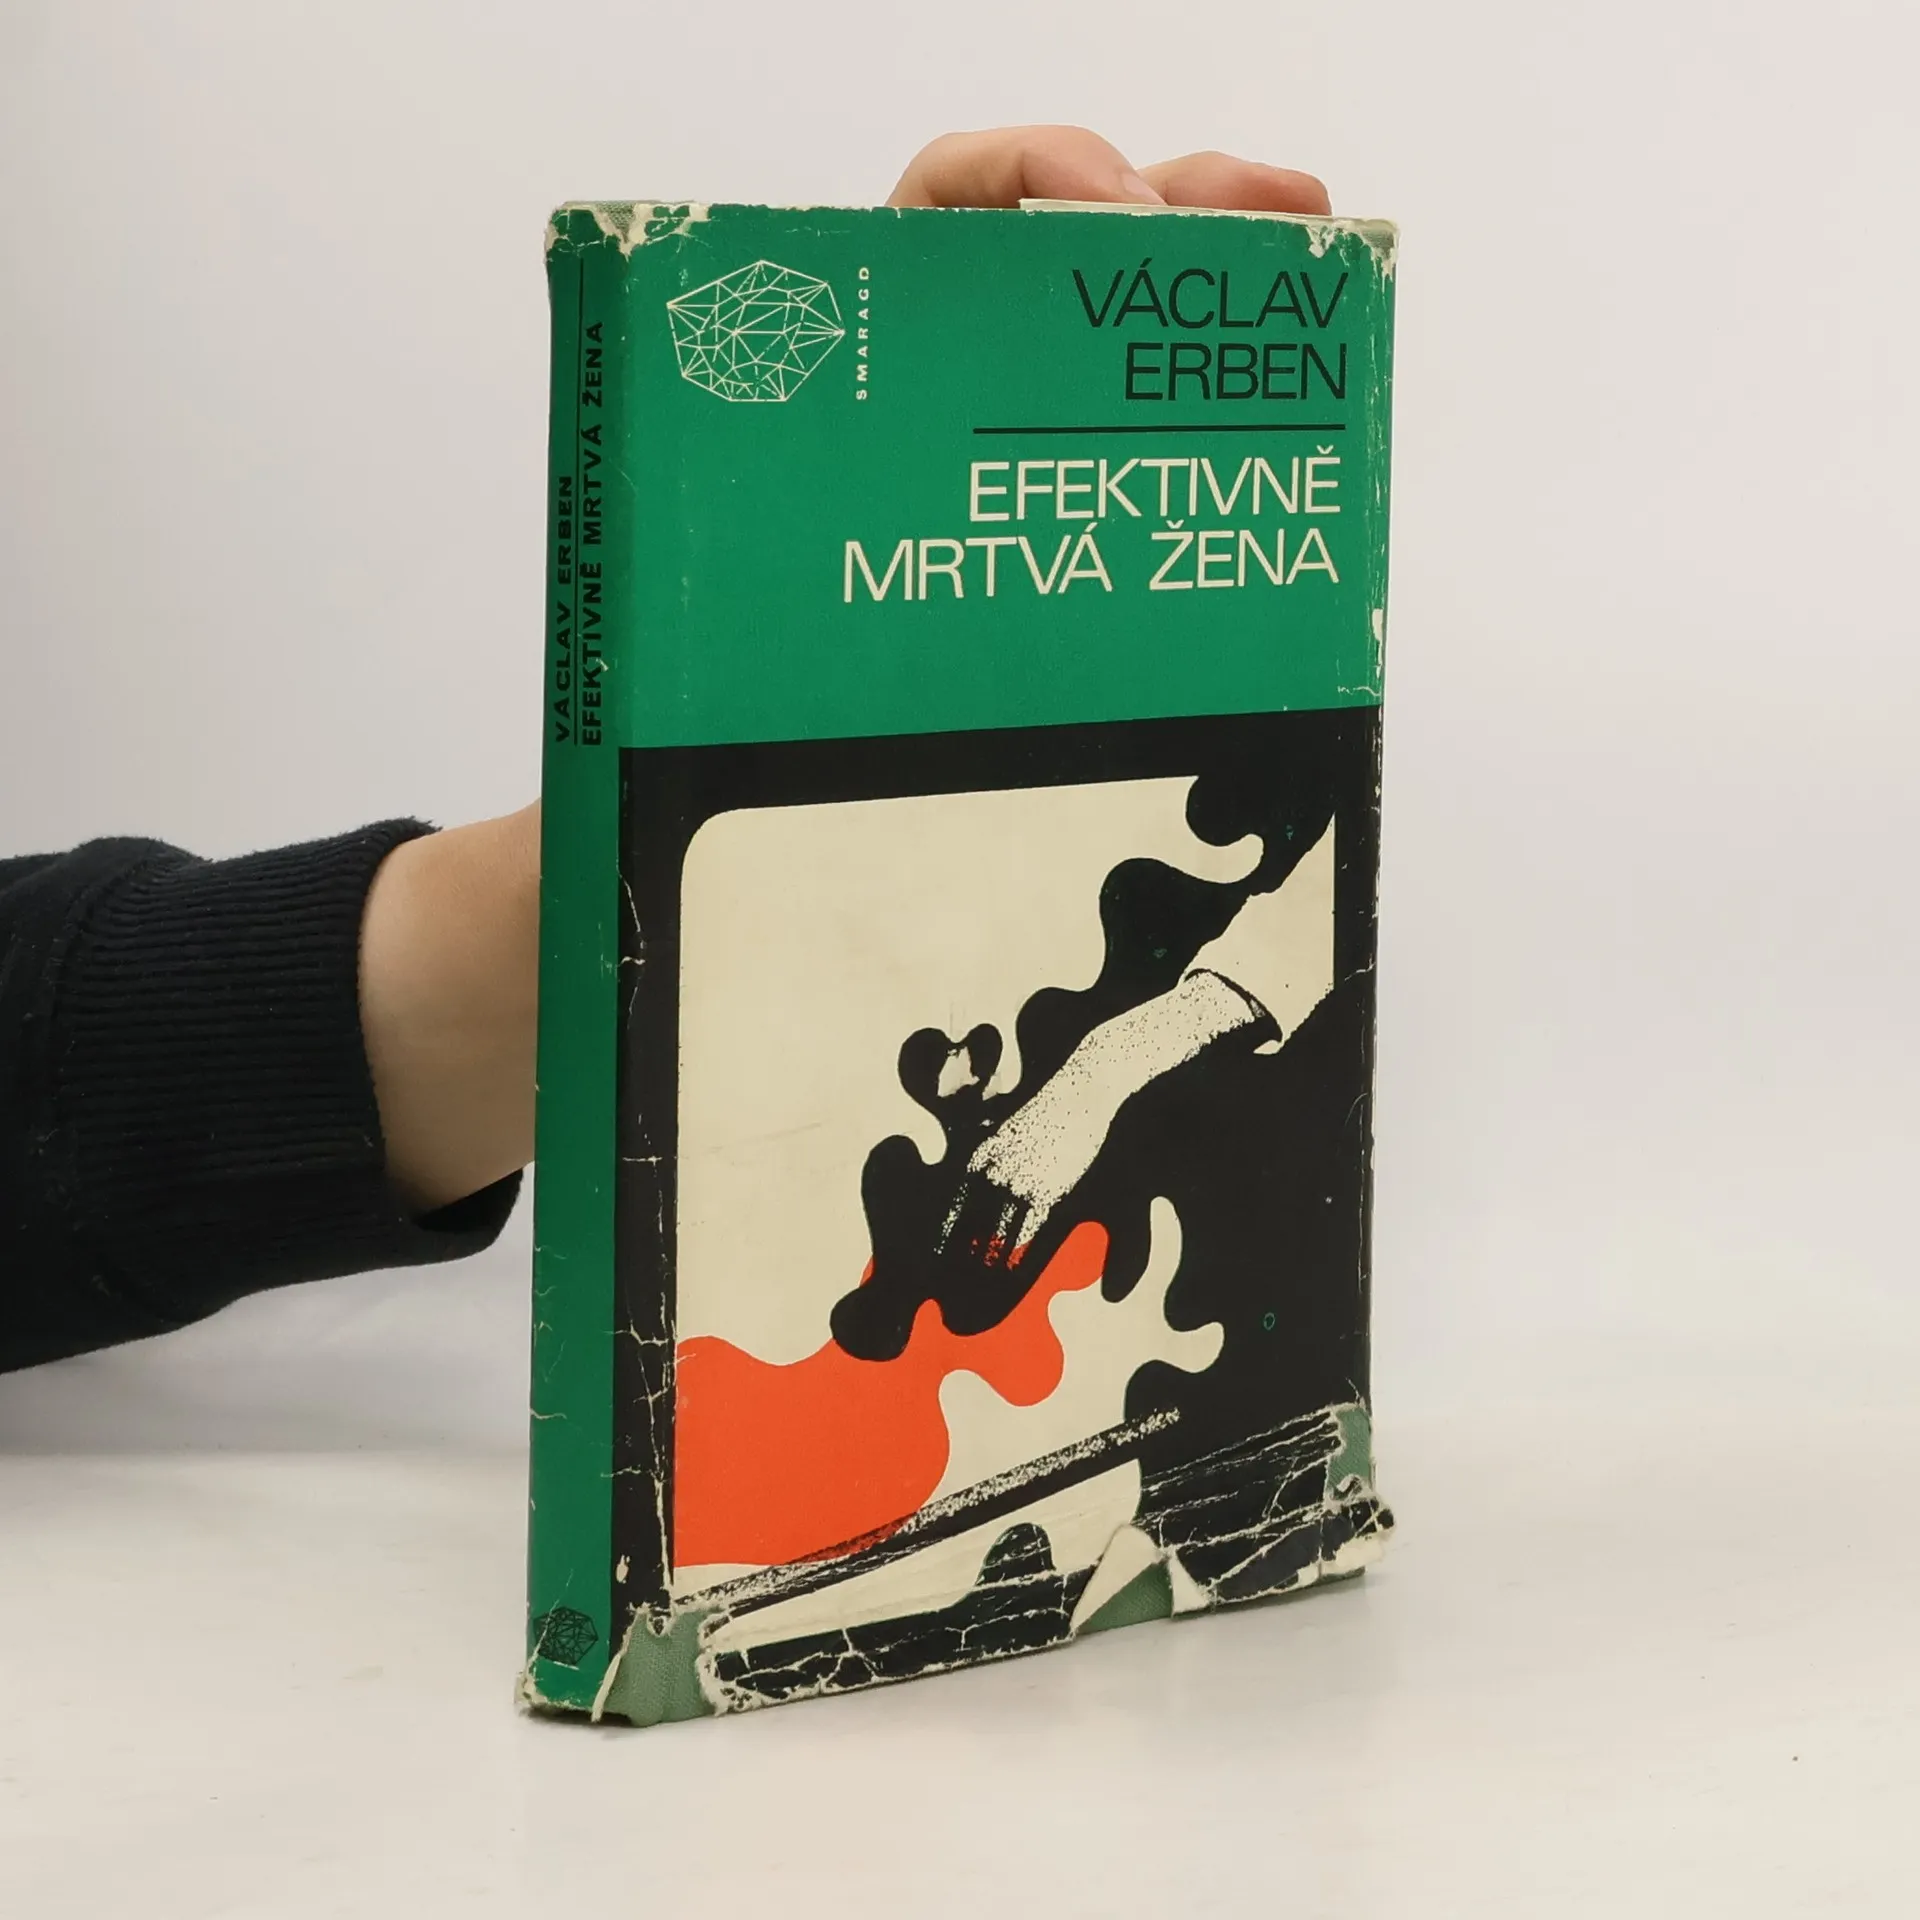 SMARAGD
VÁCLAV
ERBEN
EFEKTIVNĚ
MRTVÁ ŽENA
VÁCLAV ERBEN
EFEKTIVNĚ MRTVÁ ŽENA